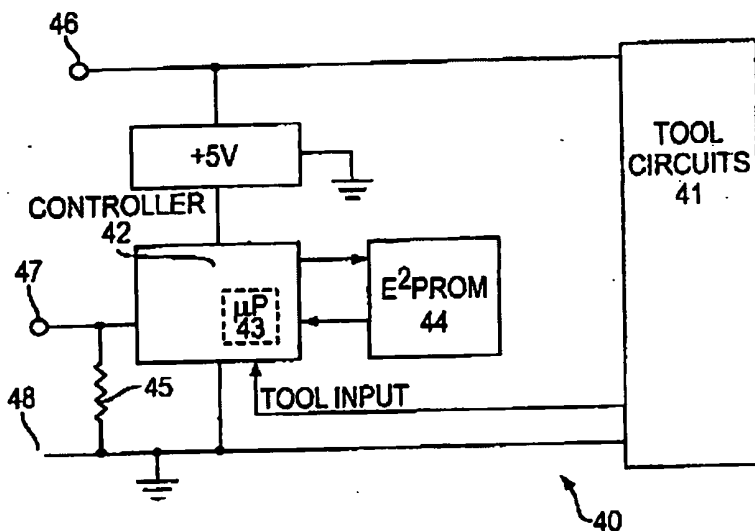 46
+5V
TOOL
CIRCUITS
41
CONTROLLER
42
47
μP
43
E²PROM
44
48
45
TOOL INPUT
40